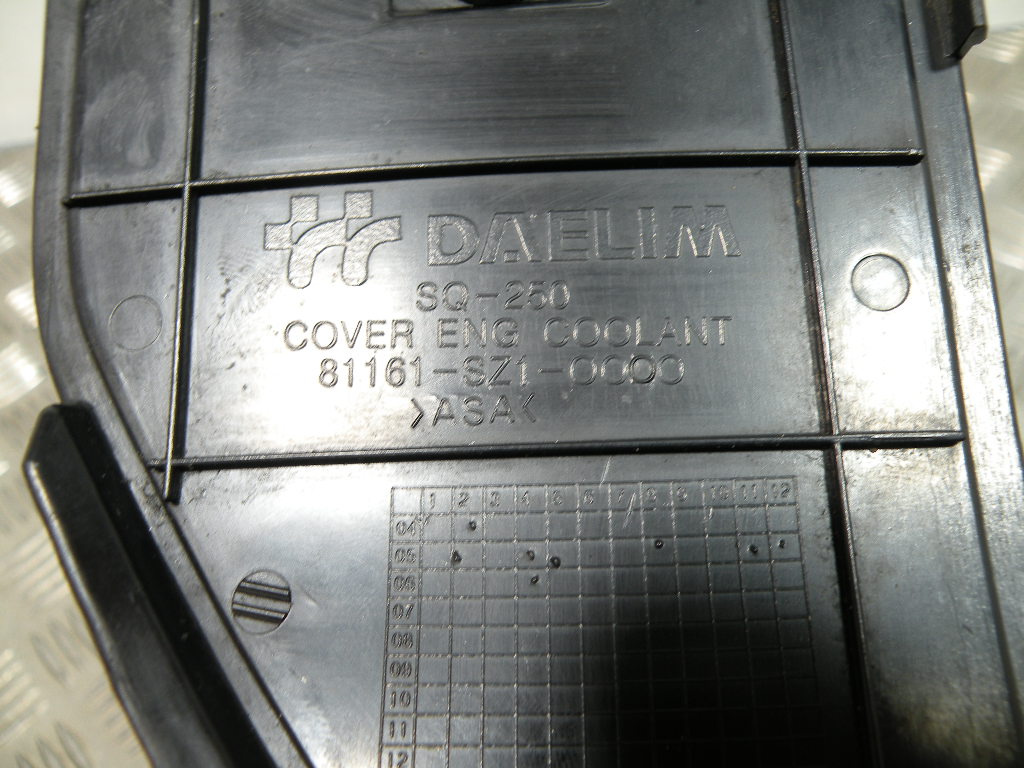 DAELIM
SQ-250
COVER ENG COOLANT
81161-SZ1-0000
>ASA<
1 2 3 4 5 6 7 8 9 10 11 12
04
05
06
07
08
09
10
11
12